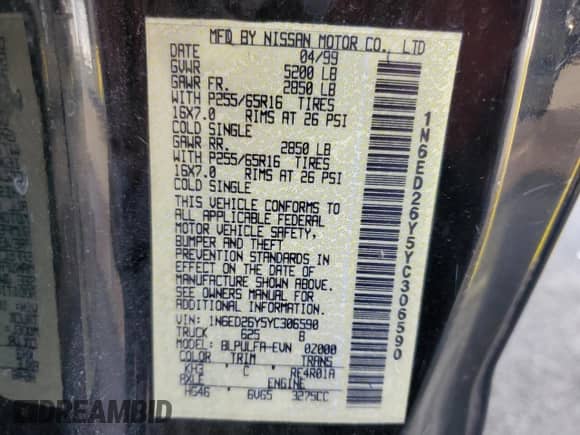 MFD BY NISSAN MOTOR CO., LTD
DATE 04/99
GVWR 5200 LB
GAWR FR. 2850 LB
WITH P255/65R16 TIRES
16X7.0 RIMS AT 26 PSI
COLD SINGLE
GAWR RR. 2850 LB
WITH P255/65R16 TIRES
16X7.0 RIMS AT 26 PSI
COLD SINGLE
THIS VEHICLE CONFORMS TO
ALL APPLICABLE FEDERAL
MOTOR VEHICLE SAFETY,
BUMPER AND THEFT
PREVENTION STANDARDS IN
EFFECT ON THE DATE OF
MANUFACTURE SHOWN ABOVE.
SEE OWNERS MANUAL FOR
ADDITIONAL INFORMATION.
VIN: 1N6ED26Y5YC306590
TRUCK 625 B
MODEL: BLPULFA-EVN 02000
COLOR TRIM TRANS
KH3 C RE4R01A
AXLE ENGINE
HG46 6VG5 3275CC
1N6ED26Y5YC306590
DREAMBID